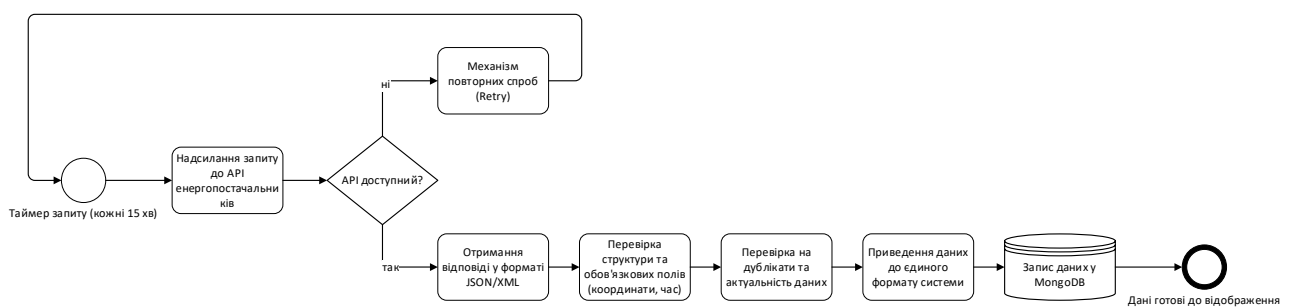 Механізм
повторних спроб
(Retry)
ні
Таймер запиту (кожні 15 хв)
Надсилання запиту
до АРІ
енергопостачальни
ків
АРІ доступний?
так
Отримання
відповіді у форматі
JSON/XML
Перевірка
структури та
обов'язкових полів
(координати, час)
Перевірка на
дублікати та
актуальність даних
Приведення даних
до єдиного
формату системи
Запис даних у
MongoDB
Дані готові до відображення